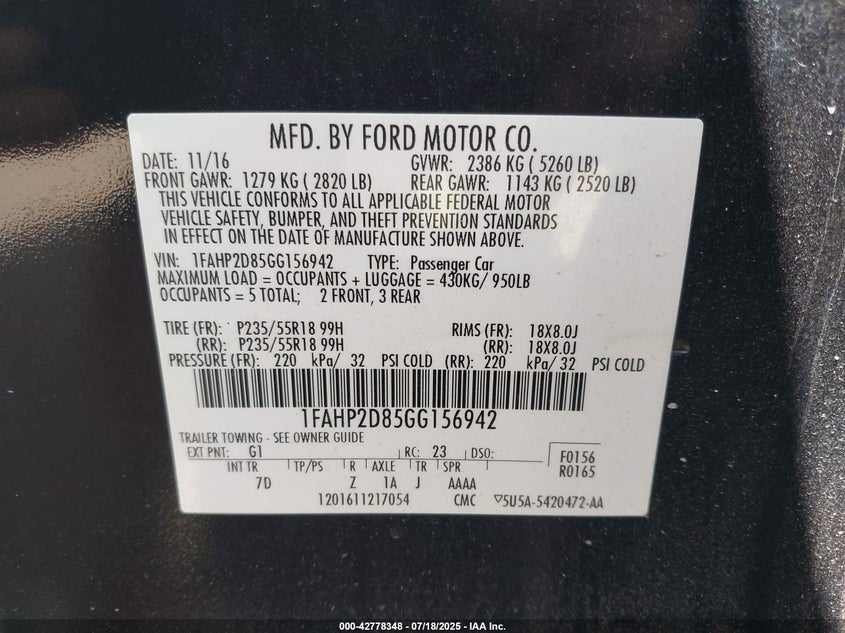 MFD. BY FORD MOTOR CO.
DATE: 11/16 GVWR: 2386 KG ( 5260 LB)
FRONT GAWR: 1279 KG ( 2820 LB) REAR GAWR: 1143 KG ( 2520 LB)
THIS VEHICLE CONFORMS TO ALL APPLICABLE FEDERAL MOTOR
VEHICLE SAFETY, BUMPER, AND THEFT PREVENTION STANDARDS
IN EFFECT ON THE DATE OF MANUFACTURE SHOWN ABOVE.
VIN: 1FAHP2D85GG156942 TYPE: Passenger Car
MAXIMUM LOAD = OCCUPANTS + LUGGAGE = 430KG/ 950LB
OCCUPANTS = 5 TOTAL; 2 FRONT, 3 REAR
TIRE (FR): P235/55R18 99H RIMS (FR): 18X8.0J
(RR): P235/55R18 99H (RR): 18X8.0J
PRESSURE (FR): 220 kPa/ 32 PSI COLD (RR): 220 kPa/ 32 PSI COLD
1FAHP2D85GG156942
TRAILER TOWING - SEE OWNER GUIDE
EXT PNT: G1 RC: 23 DSO: F0156
INT TR TP/PS R AXLE TR SPR R0165
7D Z 1A J AAAA
1201611217054 CMC ▽5U5A-5420472-AA
000-42778348 - 07/18/2025 - IAA Inc.